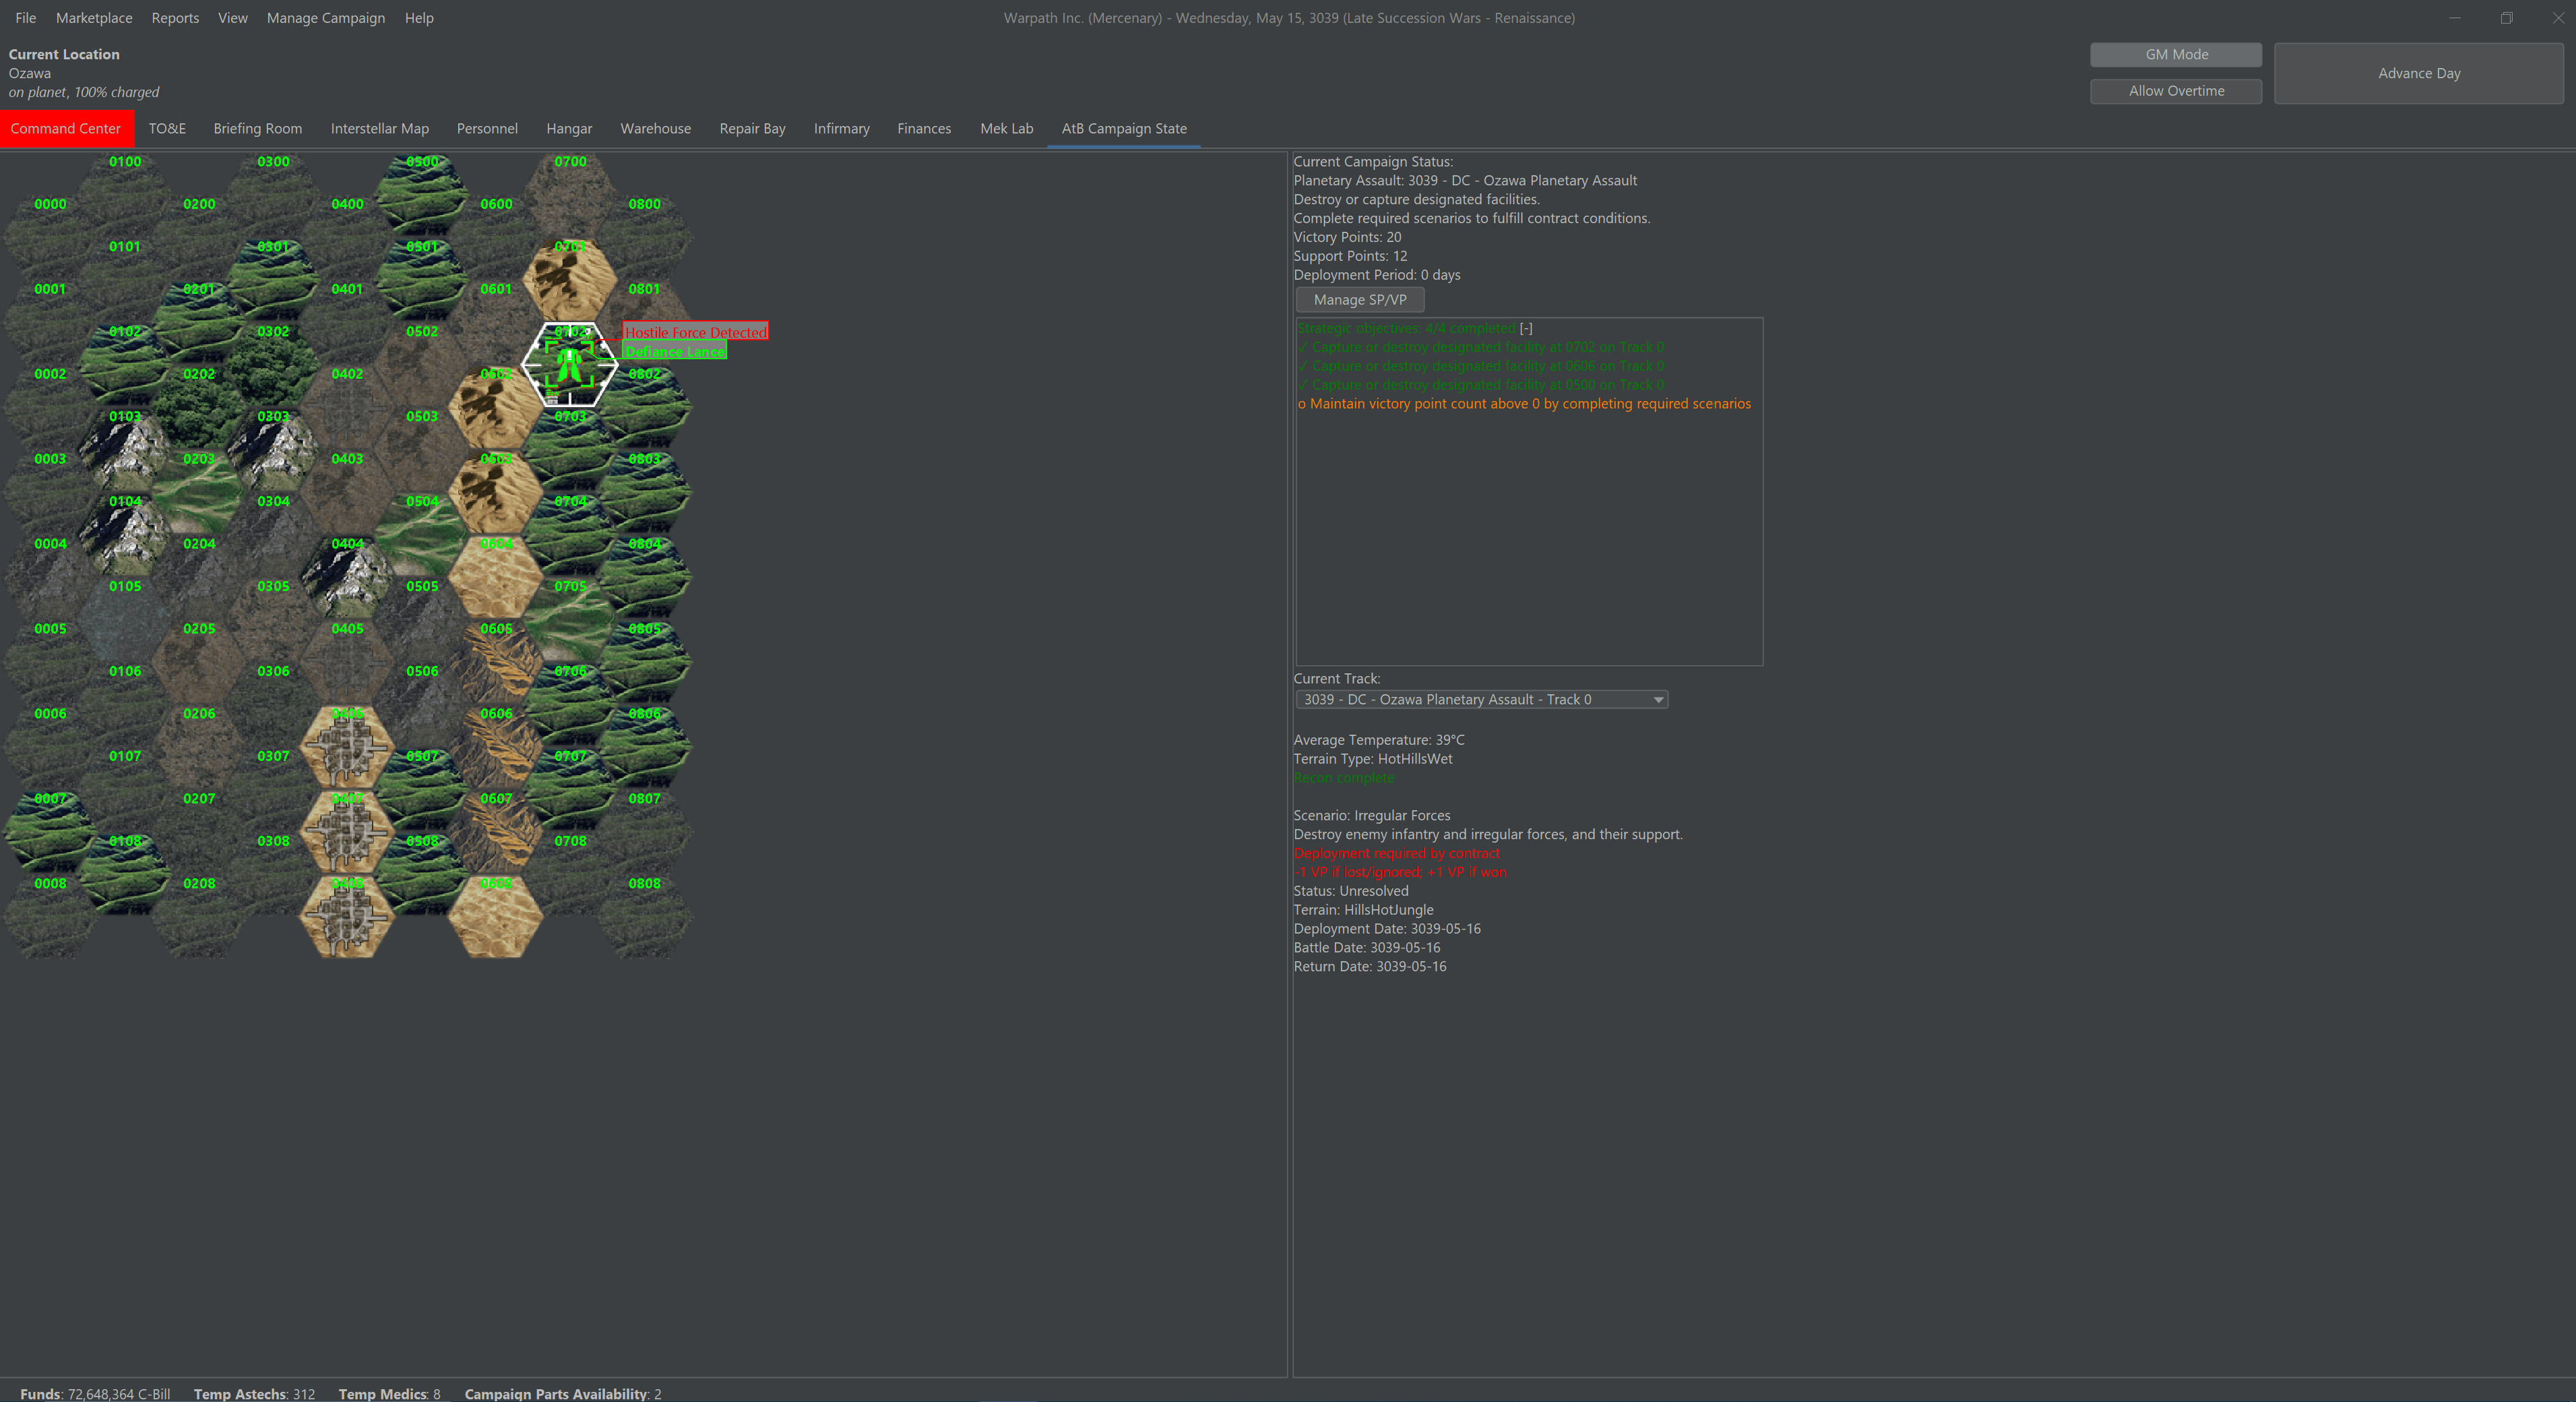 File Marketplace Reports View Manage Campaign Help
Warpath Inc. (Mercenary) - Wednesday, May 15, 3039 (Late Succession Wars - Renaissance)
Current Location
Ozawa
on planet, 100% charged
GM Mode
Allow Overtime
Advance Day
Command Center TO&E Briefing Room Interstellar Map Personnel Hangar Warehouse Repair Bay Infirmary Finances Mek Lab AtB Campaign State
0100 0300 0500 0700
0000 0200 0400 0600 0800
0101 0301 0501 0701
0001 0201 0401 0601 0801
0102 0302 0502 0702
Hostile Force Detected
Defiance Lance
0002 0202 0402 0602 0802
0103 0303 0503 0703
0003 0203 0403 0603 0803
0104 0304 0504 0704
0004 0204 0404 0604 0804
0105 0305 0505 0705
0005 0205 0405 0605 0805
0106 0306 0506 0706
0006 0206 0406 0606 0806
0107 0307 0507 0707
0007 0207 0407 0607 0807
0108 0308 0508 0708
0008 0208 0408 0608 0808
Current Campaign Status:
Planetary Assault: 3039 - DC - Ozawa Planetary Assault
Destroy or capture designated facilities.
Complete required scenarios to fulfill contract conditions.
Victory Points: 20
Support Points: 12
Deployment Period: 0 days
Manage SP/VP
Strategic objectives: 4/4 completed [-]
✓ Capture or destroy designated facility at 0702 on Track 0
✓ Capture or destroy designated facility at 0606 on Track 0
✓ Capture or destroy designated facility at 0500 on Track 0
o Maintain victory point count above 0 by completing required scenarios
Current Track:
3039 - DC - Ozawa Planetary Assault - Track 0
Average Temperature: 39°C
Terrain Type: HotHillsWet
Recon complete
Scenario: Irregular Forces
Destroy enemy infantry and irregular forces, and their support.
Deployment required by contract
-1 VP if lost/ignored; +1 VP if won
Status: Unresolved
Terrain: HillsHotJungle
Deployment Date: 3039-05-16
Battle Date: 3039-05-16
Return Date: 3039-05-16
Funds: 72,648,364 C-Bill Temp Astechs: 312 Temp Medics: 8 Campaign Parts Availability: 2